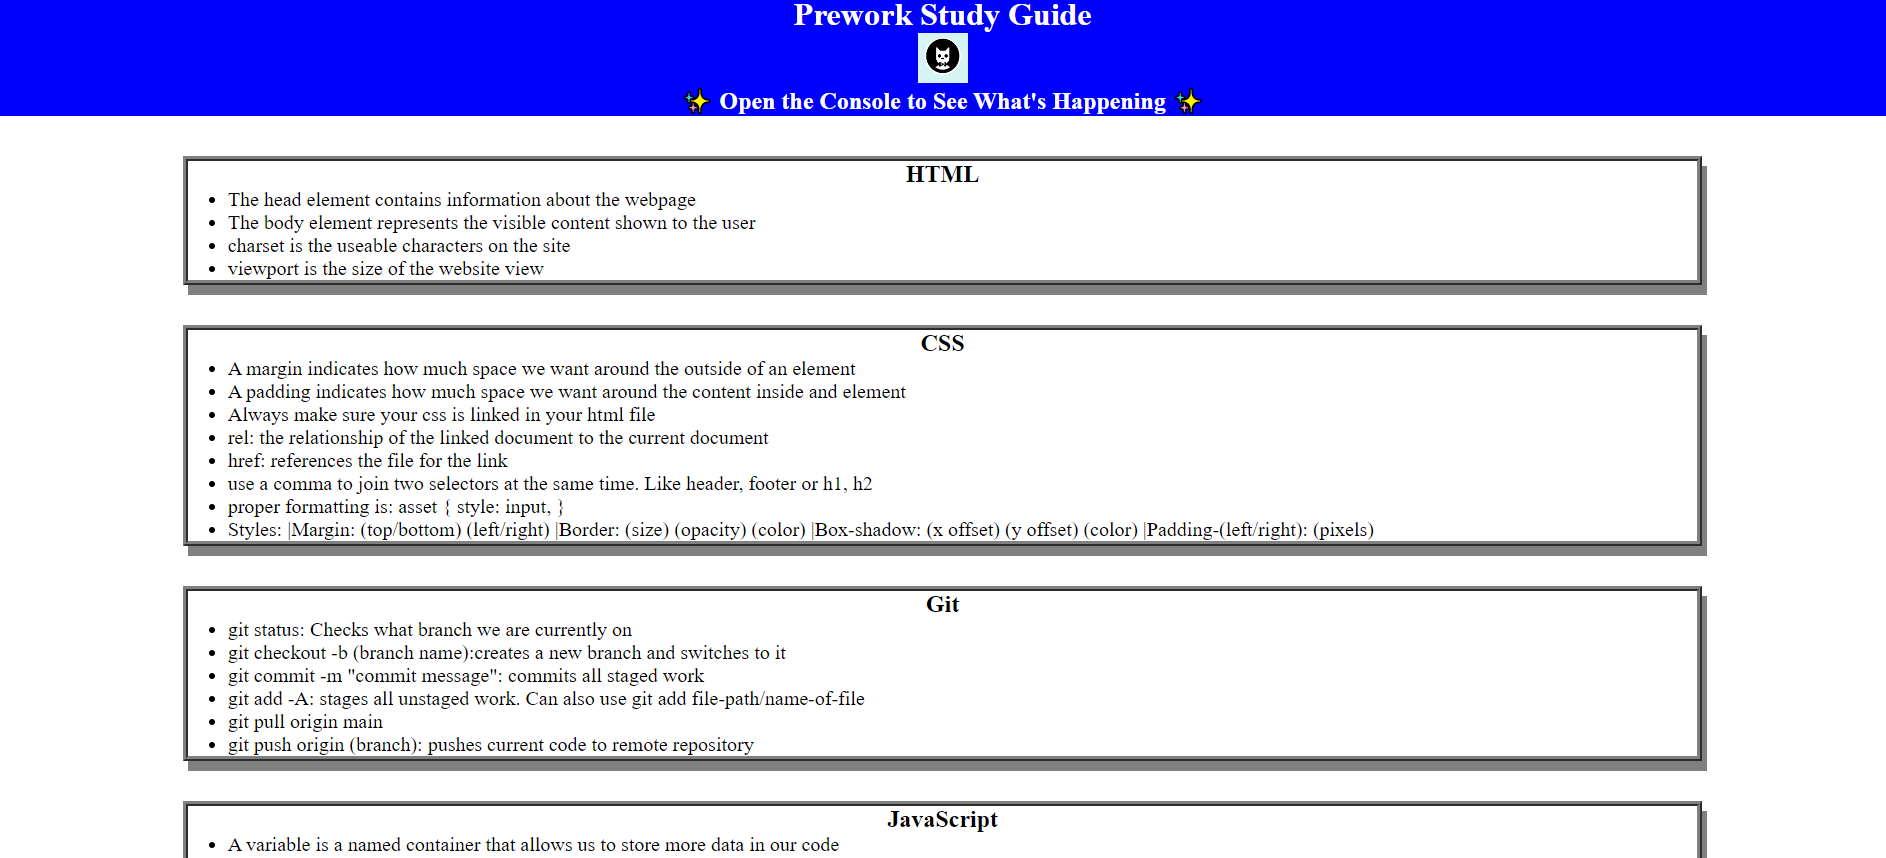 Prework Study Guide
✨ Open the Console to See What's Happening ✨
HTML
• The head element contains information about the webpage
• The body element represents the visible content shown to the user
• charset is the useable characters on the site
• viewport is the size of the website view
CSS
• A margin indicates how much space we want around the outside of an element
• A padding indicates how much space we want around the content inside and element
• Always make sure your css is linked in your html file
• rel: the relationship of the linked document to the current document
• href: references the file for the link
• use a comma to join two selectors at the same time. Like header, footer or h1, h2
• proper formatting is: asset { style: input, }
• Styles: |Margin: (top/bottom) (left/right) |Border: (size) (opacity) (color) |Box-shadow: (x offset) (y offset) (color) |Padding-(left/right): (pixels)
Git
• git status: Checks what branch we are currently on
• git checkout -b (branch name):creates a new branch and switches to it
• git commit -m "commit message": commits all staged work
• git add -A: stages all unstaged work. Can also use git add file-path/name-of-file
• git pull origin main
• git push origin (branch): pushes current code to remote repository
JavaScript
• A variable is a named container that allows us to store more data in our code